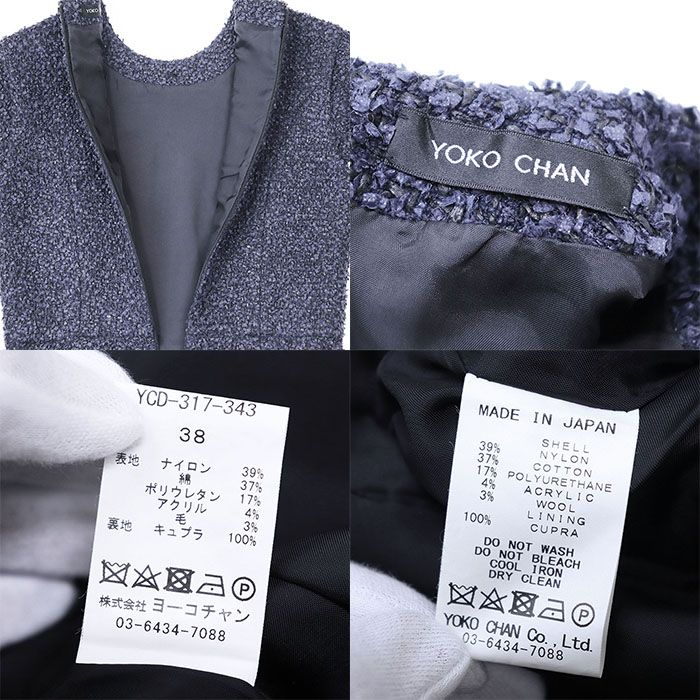 YOKO CHAN
YOKO CHAN
YCD-317-343
38
表地 ナイロン 39%
綿 37%
ポリウレタン 17%
アクリル 4%
毛 3%
裏地 キュプラ 100%
P
株式会社 ヨーコチャン
03-6434-7088
MADE IN JAPAN
SHELL
39% NYLON
37% COTTON
17% POLYURETHANE
4% ACRYLIC
3% WOOL
LINING
100% CUPRA
DO NOT WASH
DO NOT BLEACH
COOL IRON
DRY CLEAN
P
YOKO CHAN Co., Ltd.
03-6434-7088